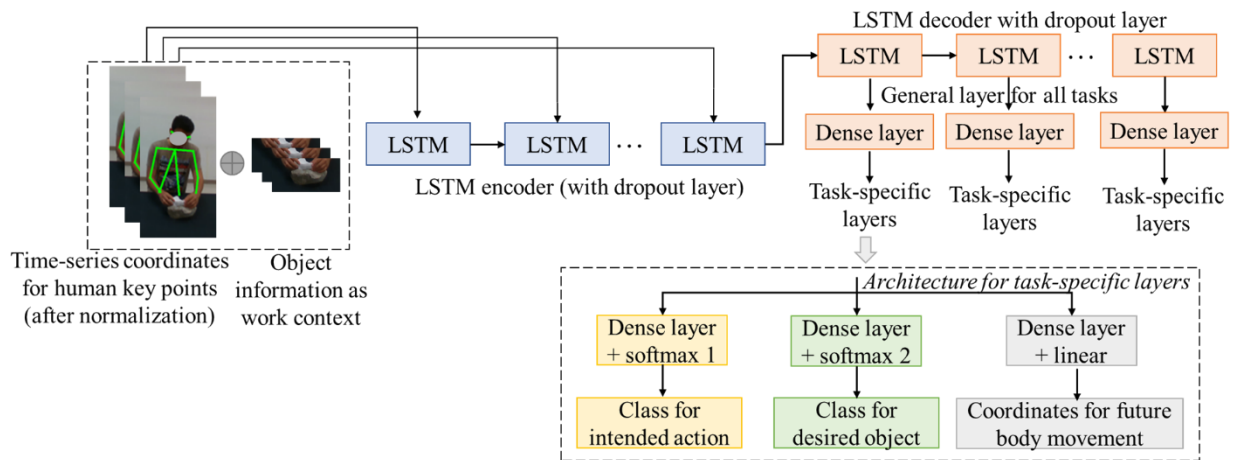 LSTM decoder with dropout layer
LSTM
LSTM
...
LSTM
General layer for all tasks
LSTM
LSTM
...
LSTM
Dense layer
Dense layer
Dense layer
LSTM encoder (with dropout layer)
Task-specific
layers
Task-specific
layers
Task-specific
layers
Time-series coordinates
for human key points
(after normalization)
Object
information as
work context
Architecture for task-specific layers
Dense layer
+ softmax 1
Dense layer
+ softmax 2
Dense layer
+ linear
Class for
intended action
Class for
desired object
Coordinates for future
body movement